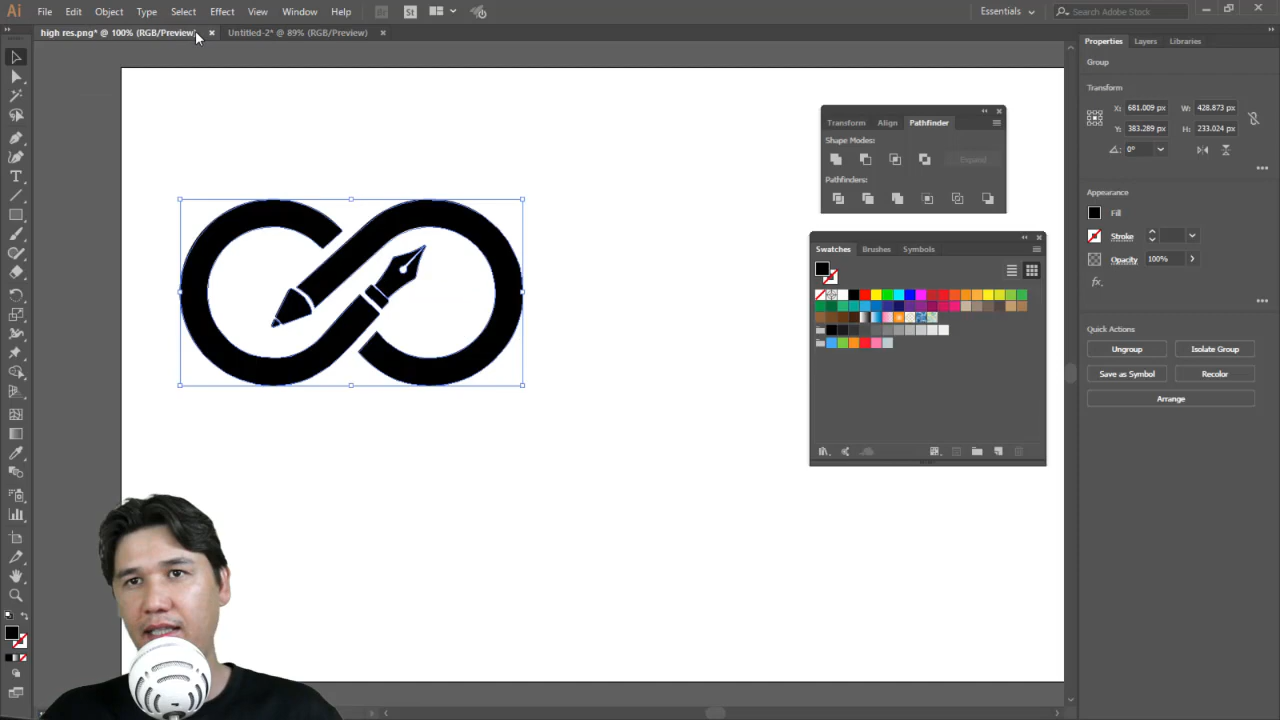 Ai File Edit Object Type Select Effect View Window Help Br St Essentials Search Adobe Stock
high res.png* @ 100% (RGB/Preview) Untitled-2* @ 89% (RGB/Preview)
Properties Layers Libraries
Group
Transform
X: 681.009 px W: 428.873 px
Y: 383.289 px H: 233.024 px
0°
Appearance
Fill
Stroke
Opacity 100%
fx.
Quick Actions
Ungroup Isolate Group
Save as Symbol Recolor
Arrange
Transform Align Pathfinder
Shape Modes:
Expand
Pathfinders:
Swatches Brushes Symbols